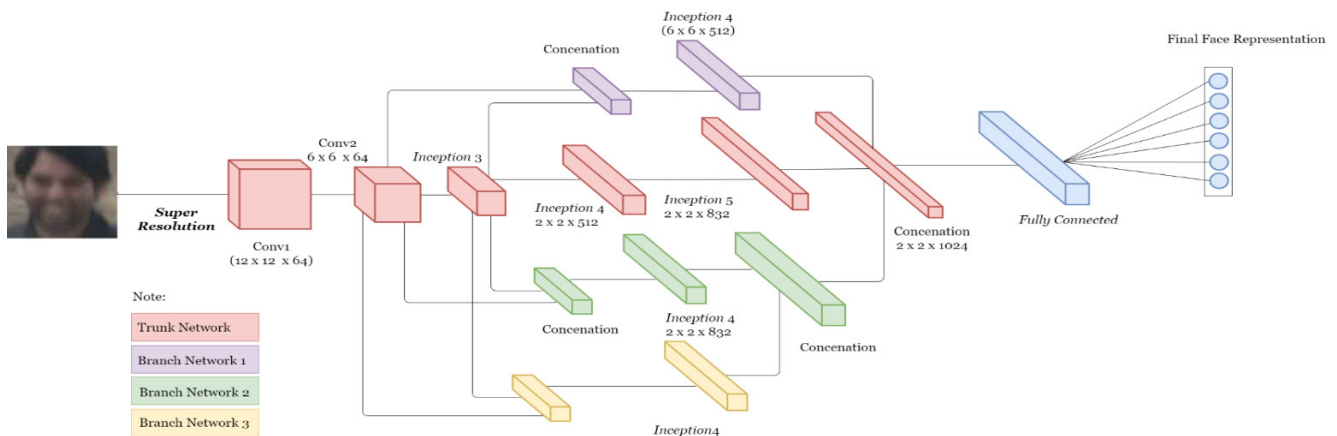 Inception 4
(6 x 6 x 512)
Concenation
Final Face Representation
Conv2
6 x 6 x 64
Inception 3
Super
Resolution
Inception 4
2 x 2 x 512
Inception 5
2 x 2 x 832
Fully Connected
Concenation
2 x 2 x 1024
Conv1
(12 x 12 x 64)
Note:
Trunk Network
Branch Network 1
Branch Network 2
Branch Network 3
Concenation
Inception 4
2 x 2 x 832
Concenation
Inception4